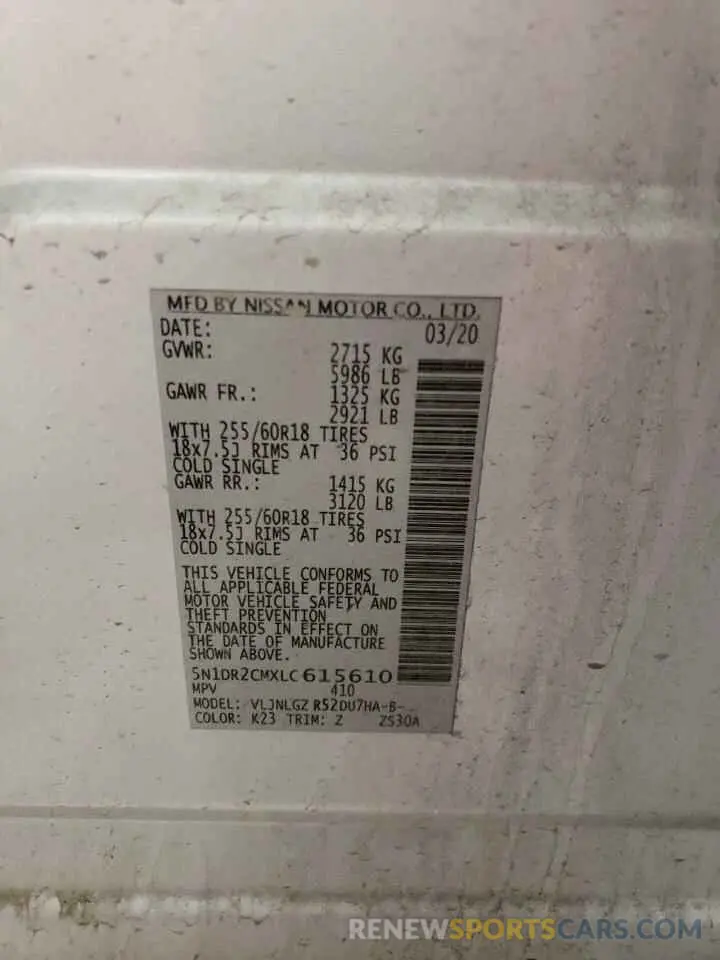 MFD BY NISSAN MOTOR CO., LTD.
DATE: 03/20
GVWR: 2715 KG
5986 LB
GAWR FR.: 1325 KG
2921 LB
WITH 255/60R18 TIRES
18x7.5J RIMS AT 36 PSI
COLD SINGLE
GAWR RR.: 1415 KG
3120 LB
WITH 255/60R18 TIRES
18x7.5J RIMS AT 36 PSI
COLD SINGLE
THIS VEHICLE CONFORMS TO
ALL APPLICABLE FEDERAL
MOTOR VEHICLE SAFETY AND
THEFT PREVENTION
STANDARDS IN EFFECT ON
THE DATE OF MANUFACTURE
SHOWN ABOVE.
5N1DR2CMXLC615610
MPV 410
MODEL: VLJNLGZ R52DU7HA-B-
COLOR: K23 TRIM: Z ZS30A
RENEWSPORTSCARS.COM